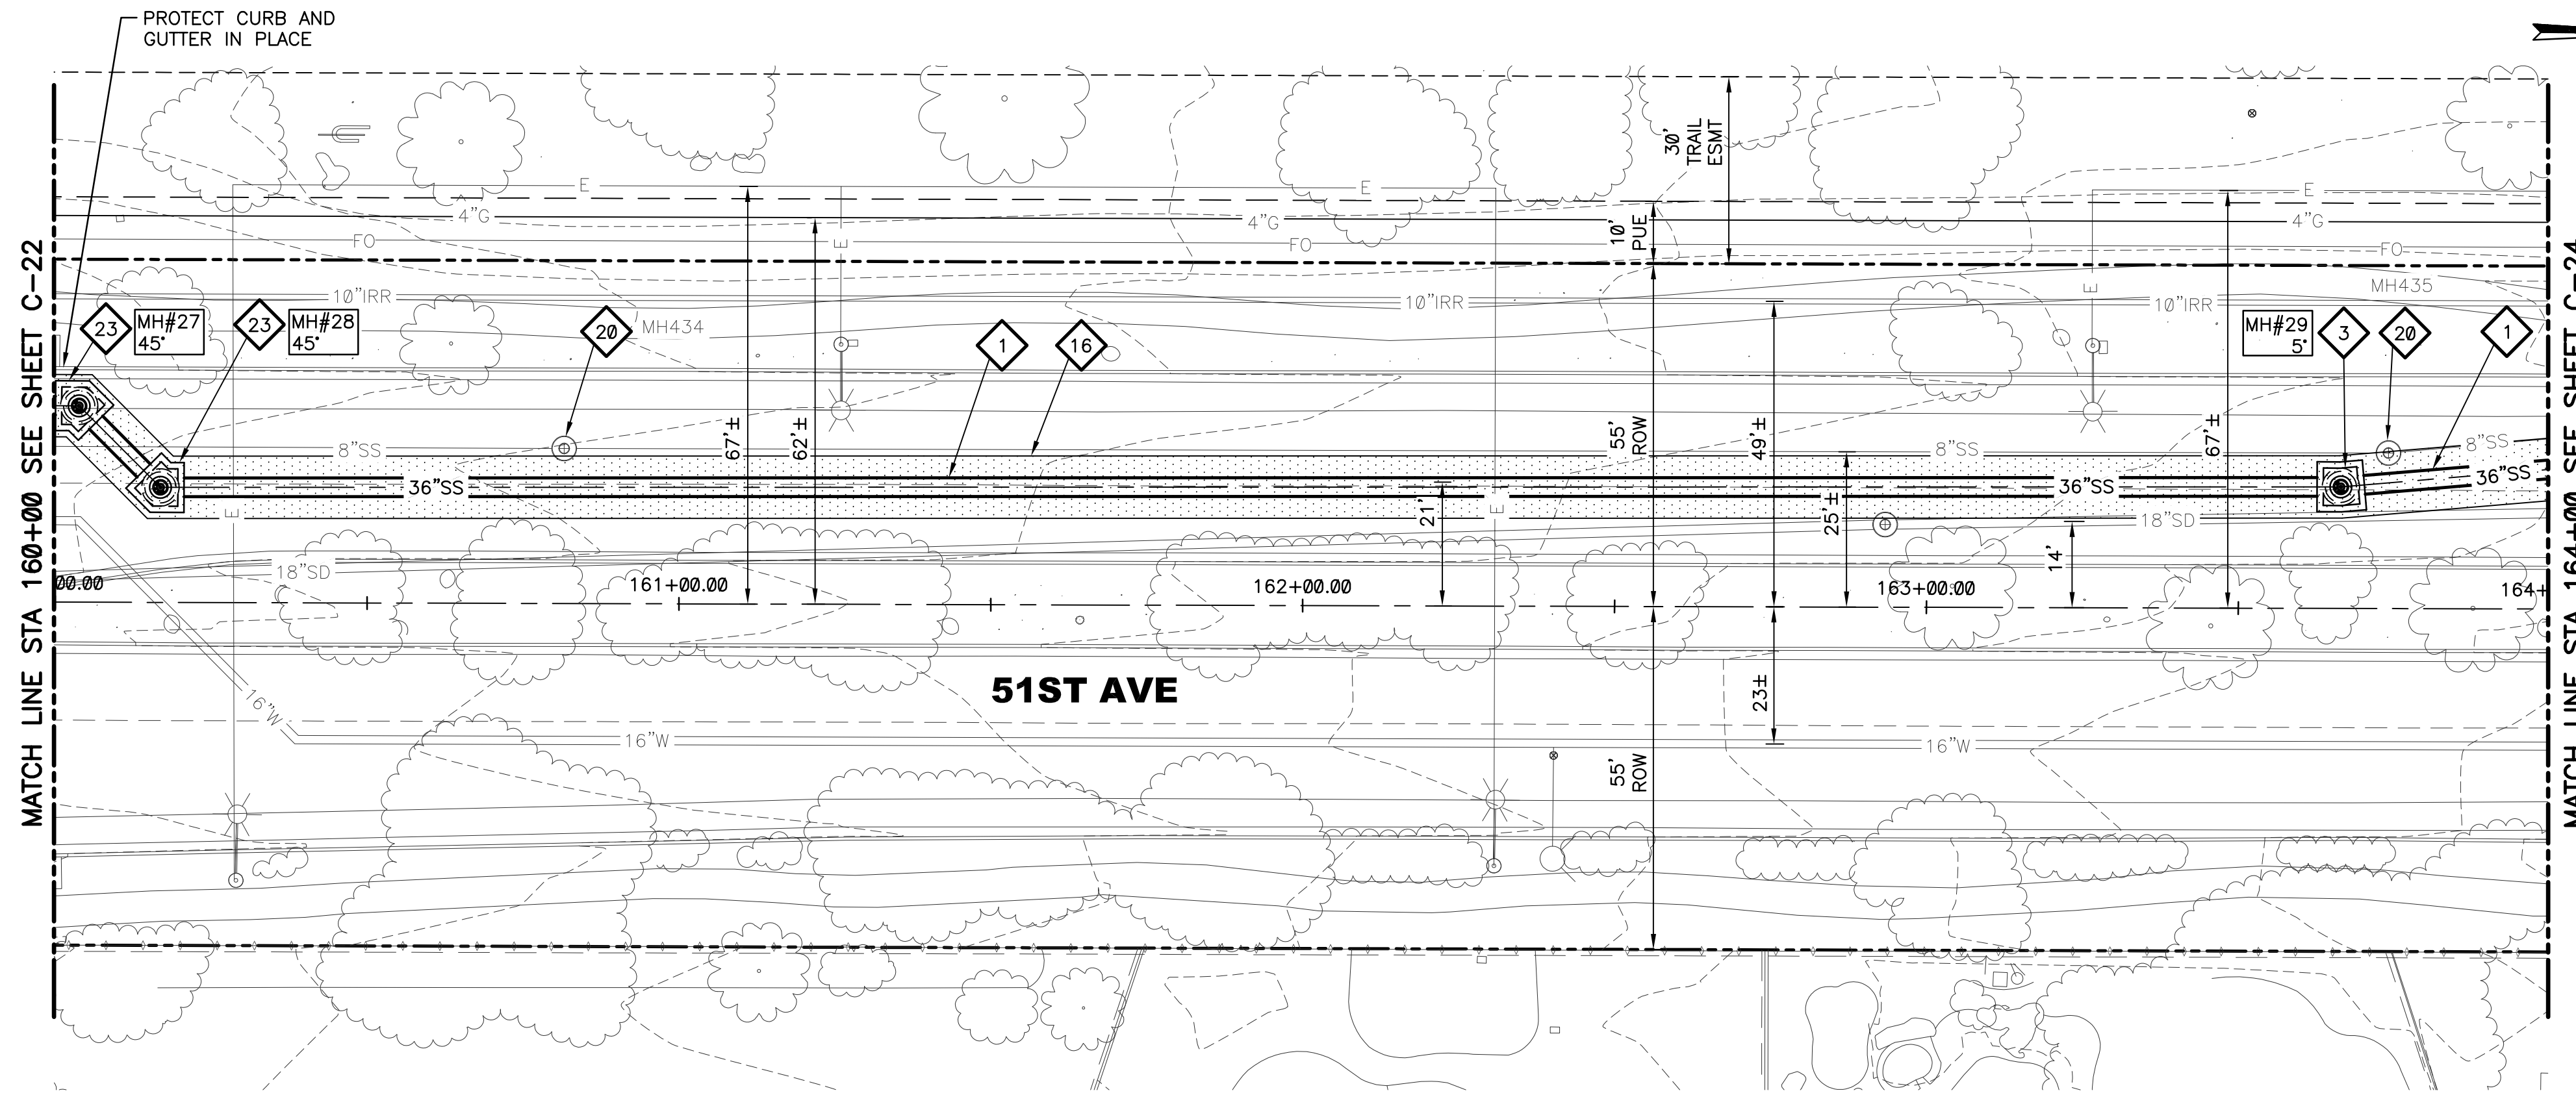 PROTECT CURB AND
GUTTER IN PLACE
30'
TRAIL
ESMT
E
E
E
4"G
4"G
4"G
10'
PUE
FO
FO
FO
E
E
MH435
10"IRR
10"IRR
10"IRR
23
MH#27
45°
23
MH#28
45°
20
MH434
1
16
MH#29
5°
3
20
1
MATCH LINE STA 160+00 SEE SHEET C-22
MATCH LINE STA 164+00 SEE SHEET C-24
67'±
62'±
55'
ROW
49'±
67'±
8"SS
8"SS
8"SS
36"SS
36"SS
36"SS
E
E
21'
25'±
18"SD
14'
18"SD
00.00
161+00.00
162+00.00
163+00.00
164+
51ST AVE
23±
16"W
16"W
16"W
55'
ROW